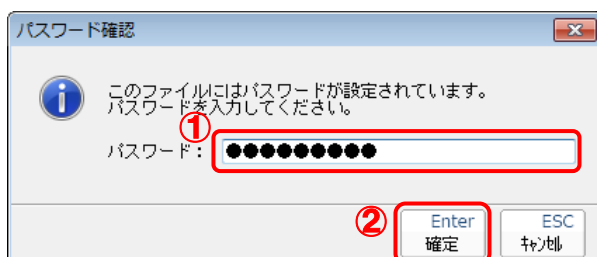 パスワード確認
このファイルにはパスワードが設定されています。
パスワードを入力してください。
①
パスワード: ●●●●●●●●●
② Enter ESC
確定 ｷｬﾝｾﾙ